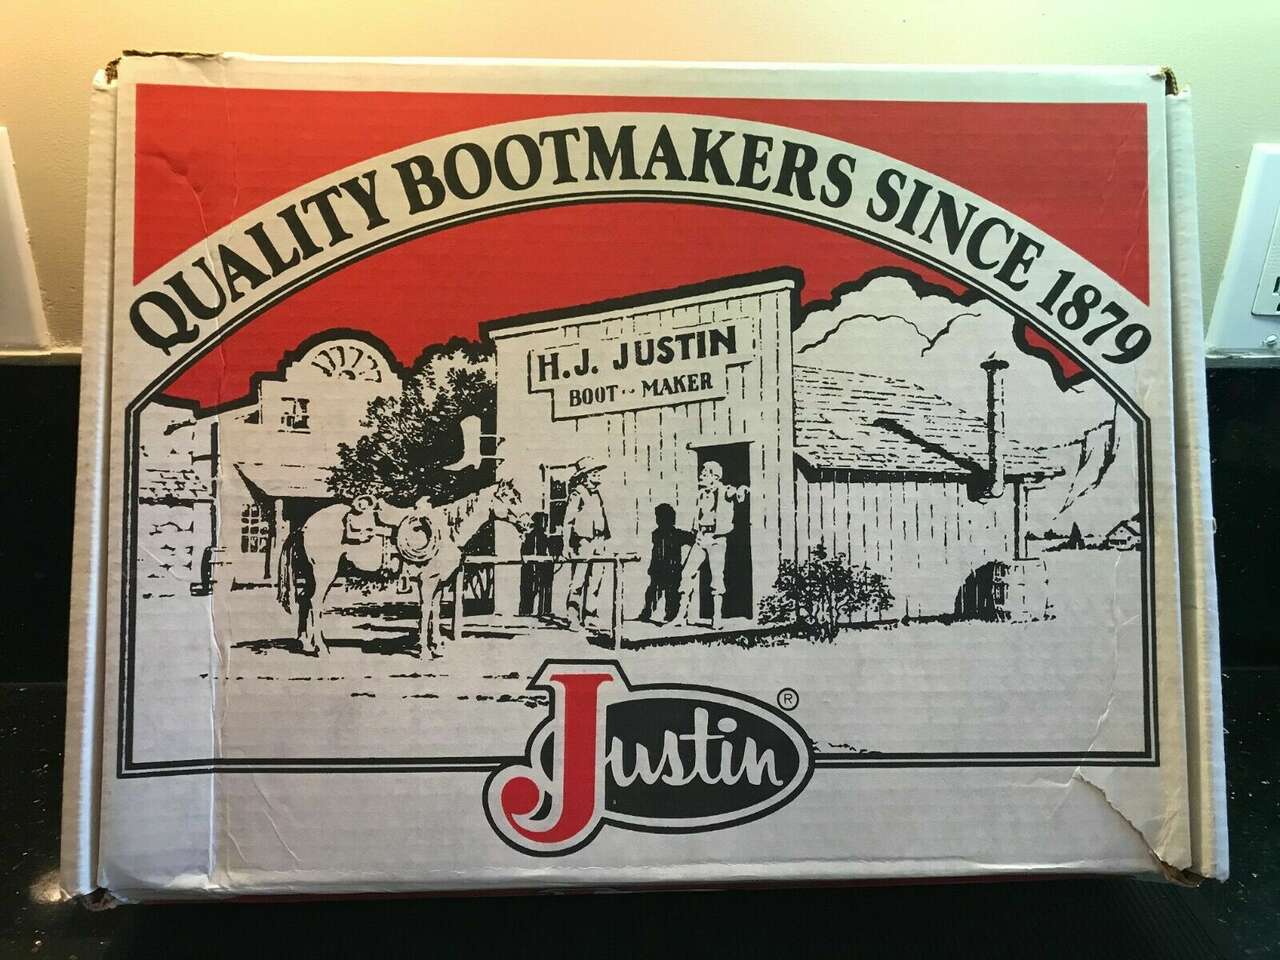 QUALITY BOOTMAKERS SINCE 1879
H.J. JUSTIN
BOOT·· MAKER
Justin ®